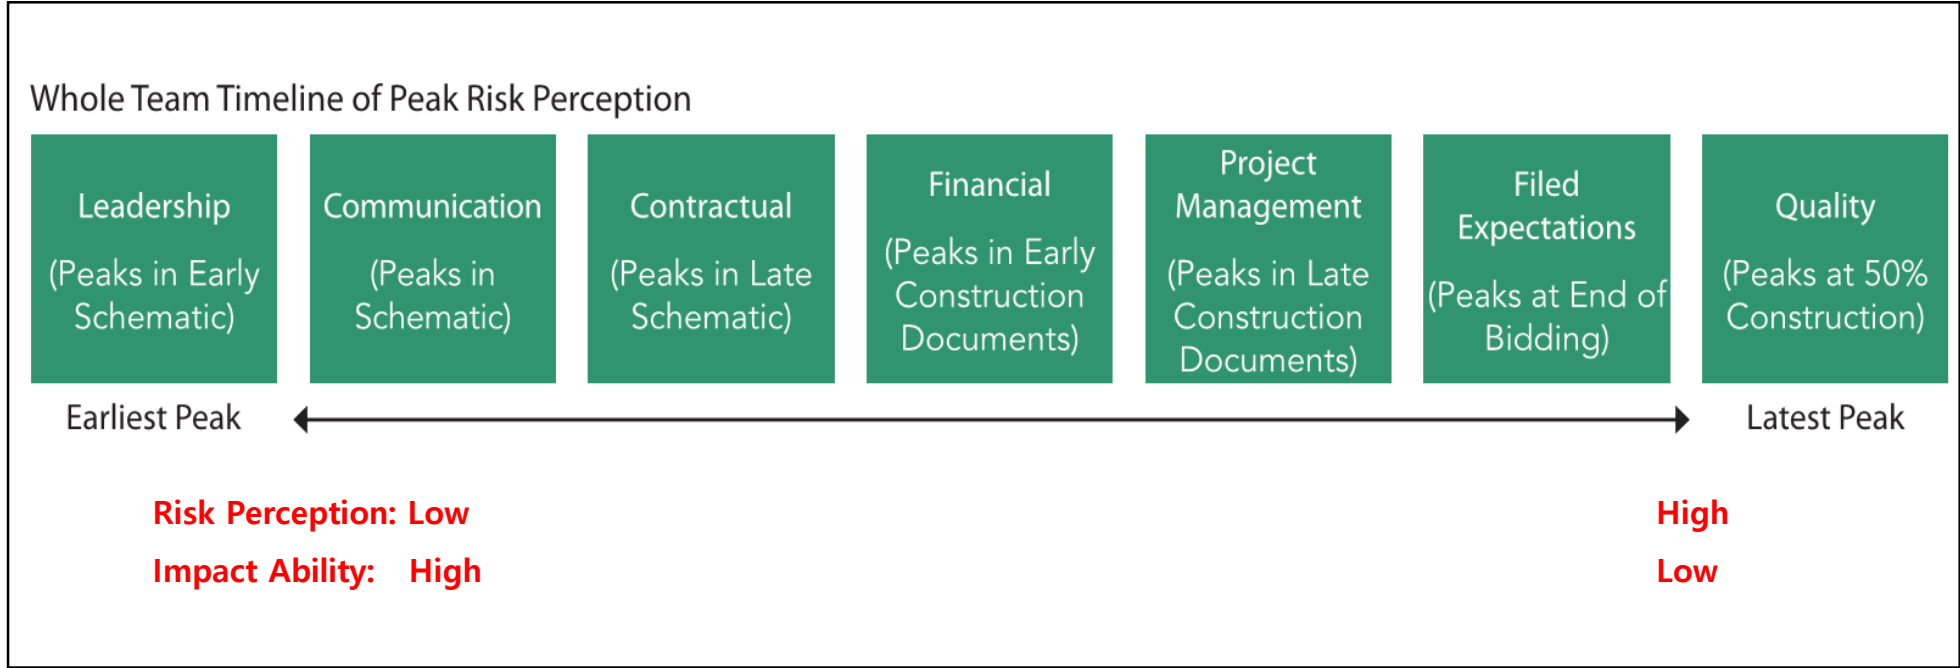 Whole Team Timeline of Peak Risk Perception
Leadership
(Peaks in Early
Schematic)
Communication
(Peaks in
Schematic)
Contractual
(Peaks in Late
Schematic)
Financial
(Peaks in Early
Construction
Documents)
Project
Management
(Peaks in Late
Construction
Documents)
Filed
Expectations
(Peaks at End of
Bidding)
Quality
(Peaks at 50%
Construction)
Earliest Peak
Latest Peak
Risk Perception: Low
High
Impact Ability: High
Low